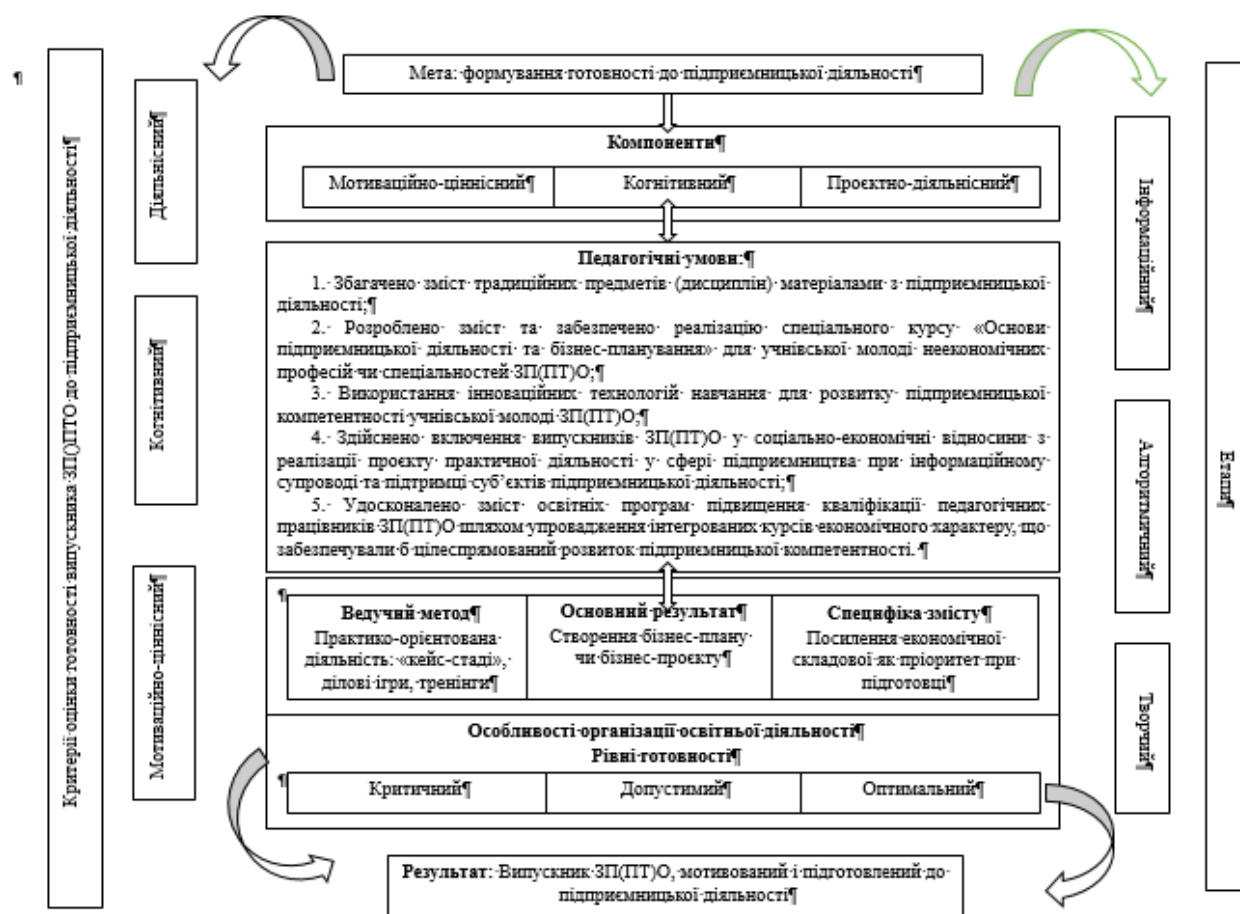 Мета: формування готовності до підприємницької діяльності¶
¶
Критерії оцінки готовності випускника ЗП()ПТО до підприємницької діяльності¶
Діяльнісний¶
Когнітивний¶
Мотиваційно-ціннісний¶
Компоненти¶
Мотиваційно-ціннісний¶ Когнітивний¶ Проєктно-діяльнісний¶
Педагогічні умови:¶
1. Збагачено зміст традиційних предметів (дисциплін) матеріалами з підприємницької
діяльності;¶
2. Розроблено зміст та забезпечено реалізацію спеціального курсу «Основи
підприємницької діяльності та бізнес-планування» для учнівської молоді неекономічних
професій чи спеціальностей ЗП(ПТ)О;¶
3. Використання інноваційних технологій навчання для розвитку підприємницької
компетентності учнівської молоді ЗП(ПТ)О;¶
4. Здійснено включення випускників ЗП(ПТ)О у соціально-економічні відносини з
реалізації проєкту практичної діяльності у сфері підприємництва при інформаційному
супроводі та підтримці суб’єктів підприємницької діяльності;¶
5. Удосконалено зміст освітніх програм підвищення кваліфікації педагогічних
працівників ЗП(ПТ)О шляхом упровадження інтегрованих курсів економічного характеру, що
забезпечували б цілеспрямований розвиток підприємницької компетентності. ¶
¶
Ведучий метод¶
Практико-орієнтована
діяльність: «кейс-стаді»,
ділові ігри, тренінги¶
Основний результат¶
Створення бізнес-плану
чи бізнес-проєкту¶
Специфіка змісту¶
Посилення економічної
складової як пріоритет при
підготовці¶
Особливості організації освітньої діяльності¶
Рівні готовності¶
¶
Критичний¶ Допустимий¶ Оптимальний¶
Результат: Випускник ЗП(ПТ)О, мотивований і підготовлений до
підприємницької діяльності¶
Інформаційний¶
Алгоритмичний¶
Творчий¶
Етапи¶